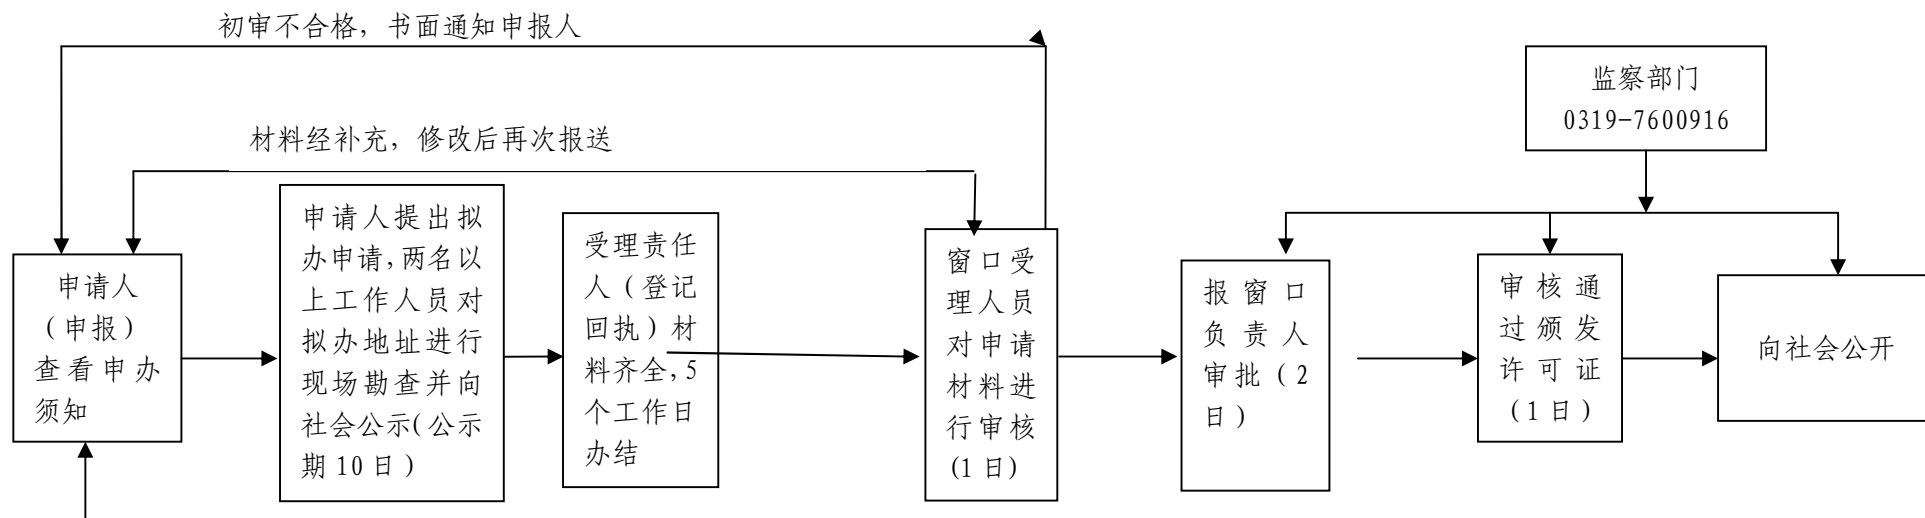 初审不合格，书面通知申报人
监察部门
0319-7600916
材料经补充，修改后再次报送
申请人
（申报）
查看申办
须知
申请人提出拟
办申请，两名以
上工作人员对
拟办地址进行
现场勘查并向
社会公示（公示
期10日）
受理责任
人（登记
回执）材
料齐全，5
个工作日
办结
窗口受
理人员
对申请
材料进
行审核
（1日）
报窗口
负责人
审批（2
日）
审核通
过颁发
许可证
（1日）
向社会公开